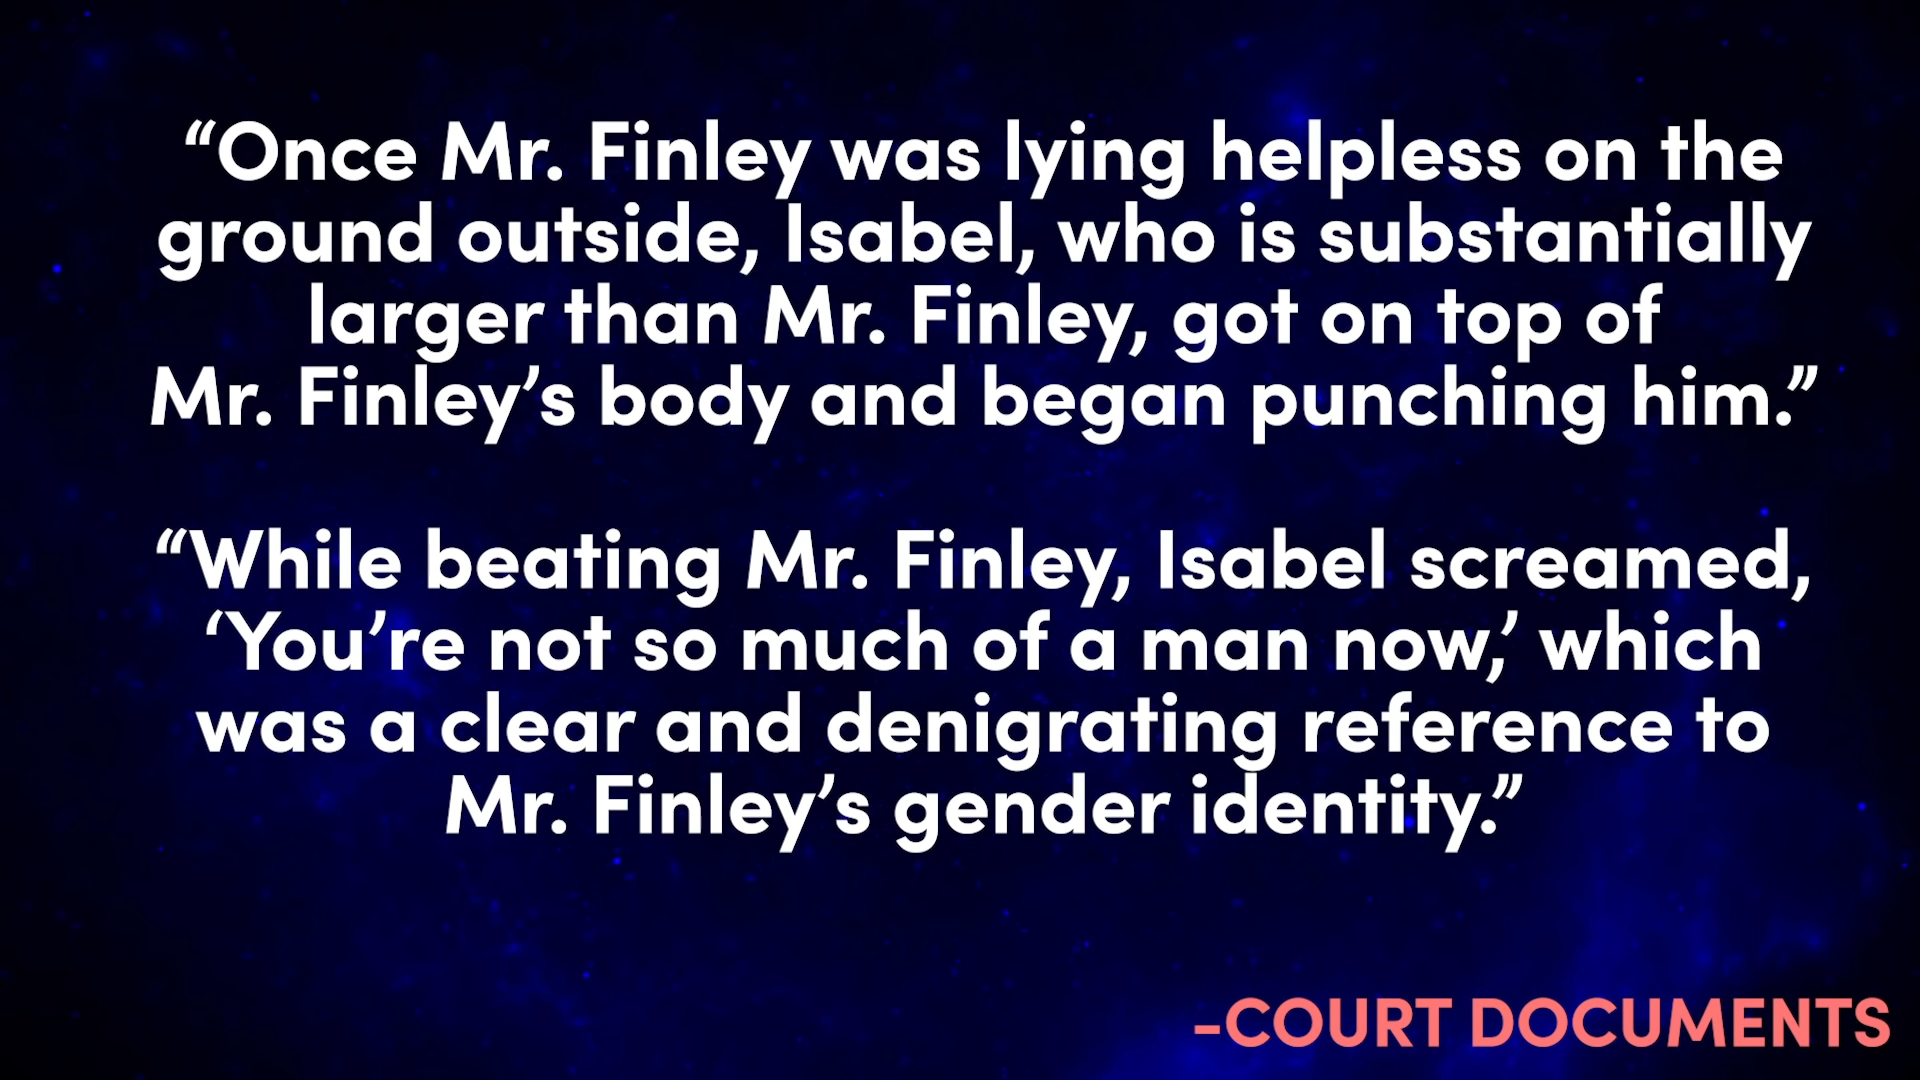 “Once Mr. Finley was lying helpless on the
ground outside, Isabel, who is substantially
larger than Mr. Finley, got on top of
Mr. Finley’s body and began punching him.”
“While beating Mr. Finley, Isabel screamed,
‘You’re not so much of a man now,’ which
was a clear and denigrating reference to
Mr. Finley’s gender identity.”
-COURT DOCUMENTS